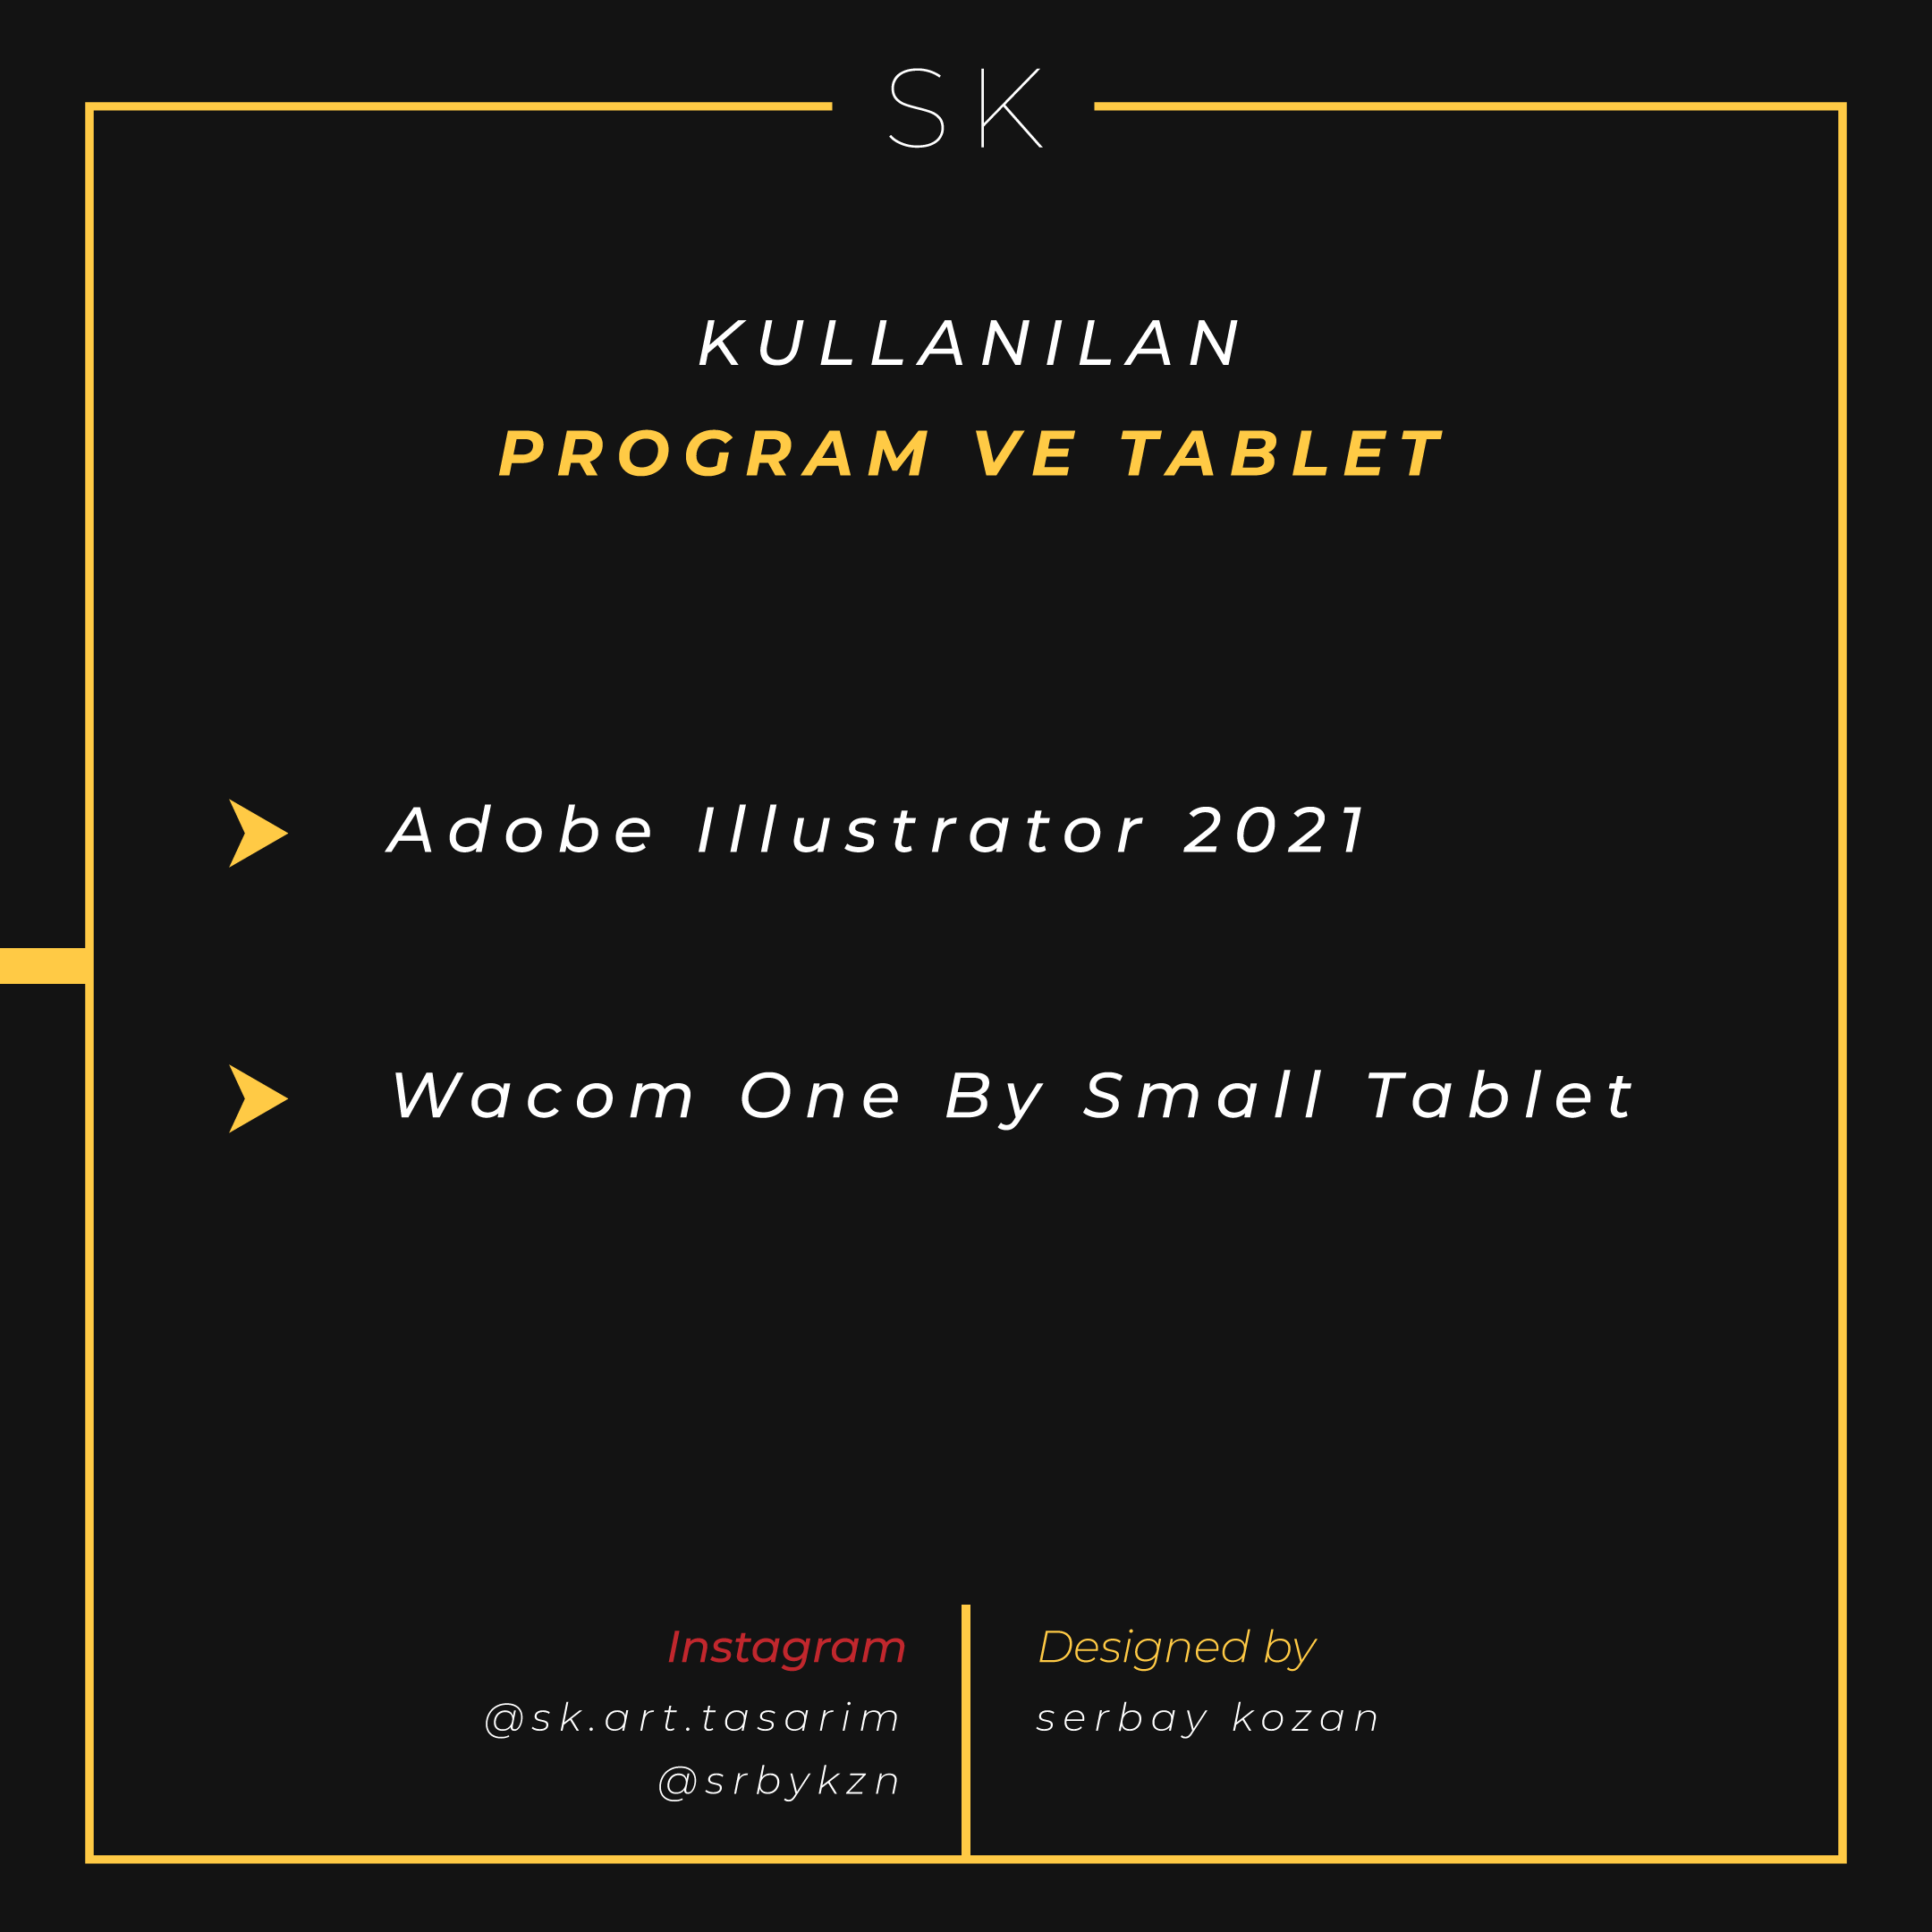 SK
KULLANILAN
PROGRAM VE TABLET
Adobe Illustrator 2021
Wacom One By Small Tablet
Instagram
@sk.art.tasarim
@srbykzn
Designed by
serbay kozan